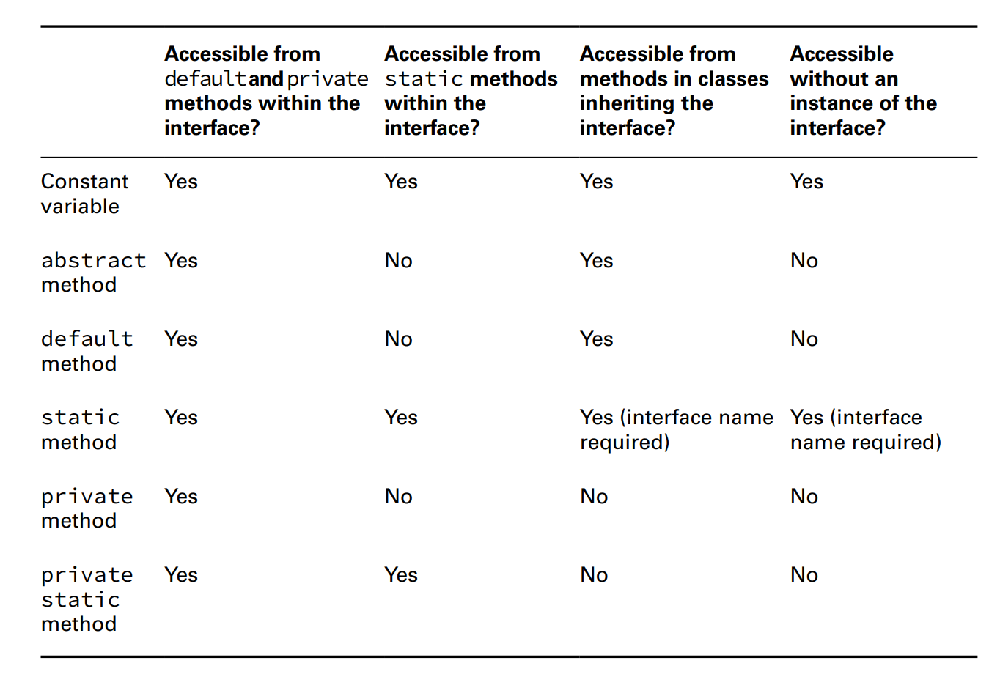 Accessible from
default and private
methods within the
interface?
Accessible from
static methods
within the
interface?
Accessible from
methods in classes
inheriting the
interface?
Accessible
without an
instance of the
interface?
Constant
variable
Yes
Yes
Yes
Yes
abstract
method
Yes
No
Yes
No
default
method
Yes
No
Yes
No
static
method
Yes
Yes
Yes (interface name
required)
Yes (interface
name required)
private
method
Yes
No
No
No
private
static
method
Yes
Yes
No
No